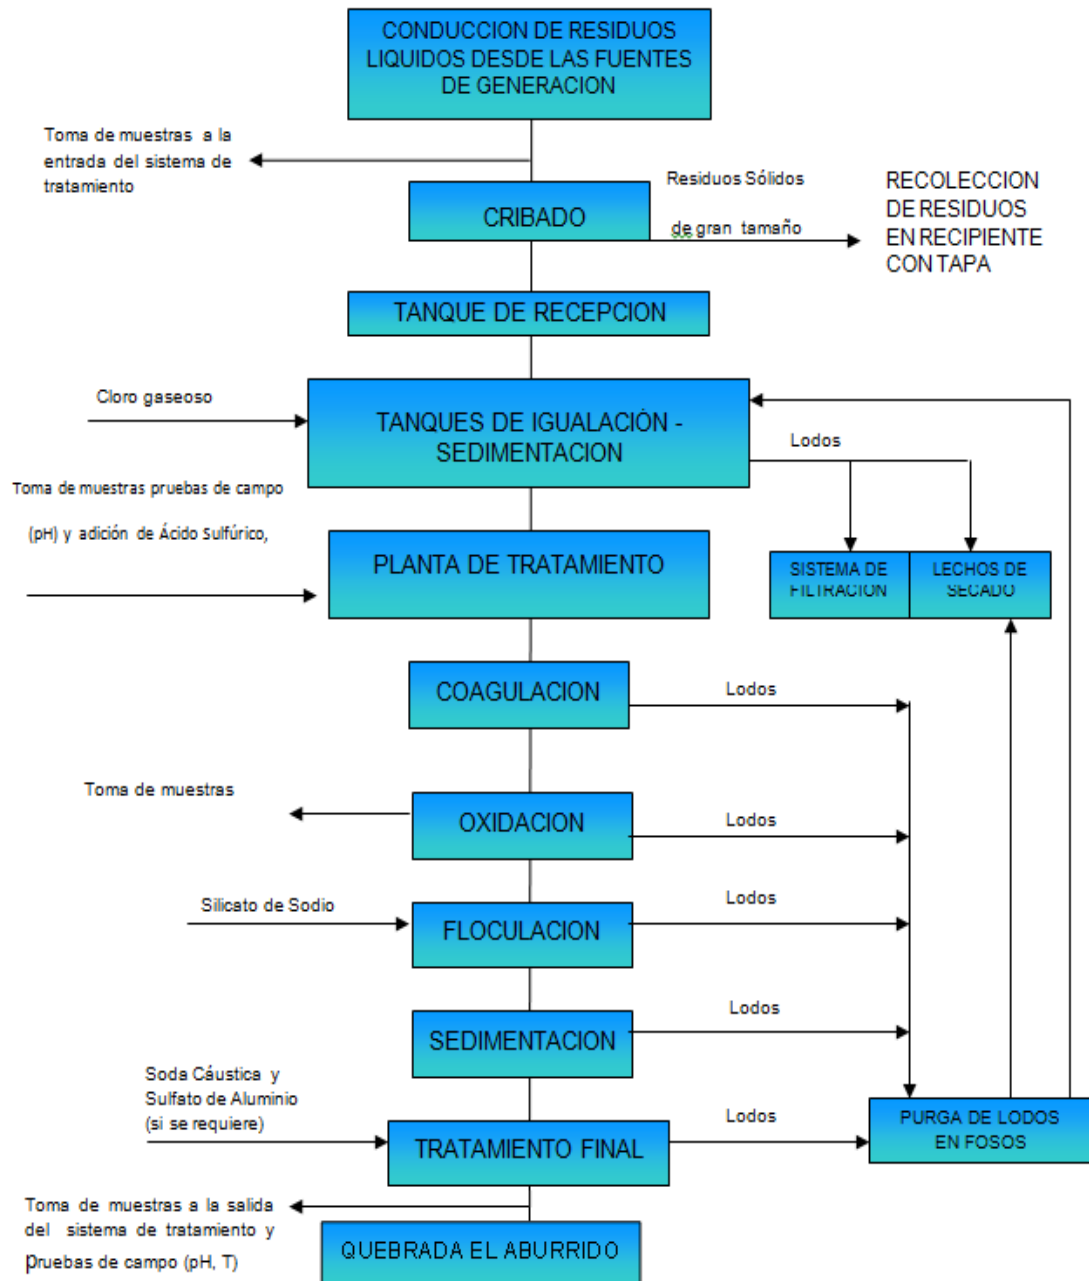 CONDUCCION DE RESIDUOS
LIQUIDOS DESDE LAS FUENTES
DE GENERACION
Toma de muestras a la
entrada del sistema de
tratamiento
CRIBADO
Residuos Sólidos
de gran tamaño
RECOLECCION
DE RESIDUOS
EN RECIPIENTE
CON TAPA
TANQUE DE RECEPCION
Cloro gaseoso
TANQUES DE IGUALACIÓN -
SEDIMENTACION
Lodos
Toma de muestras pruebas de campo
(pH) y adición de Ácido Sulfúrico,
PLANTA DE TRATAMIENTO
SISTEMA DE
FILTRACION
LECHOS DE
SECADO
COAGULACION
Lodos
Toma de muestras
OXIDACION
Lodos
Silicato de Sodio
FLOCULACION
Lodos
SEDIMENTACION
Lodos
Soda Cáustica y
Sulfato de Aluminio
(si se requiere)
TRATAMIENTO FINAL
Lodos
PURGA DE LODOS
EN FOSOS
Toma de muestras a la salida
del sistema de tratamiento y
pruebas de campo (pH, T)
QUEBRADA EL ABURRIDO